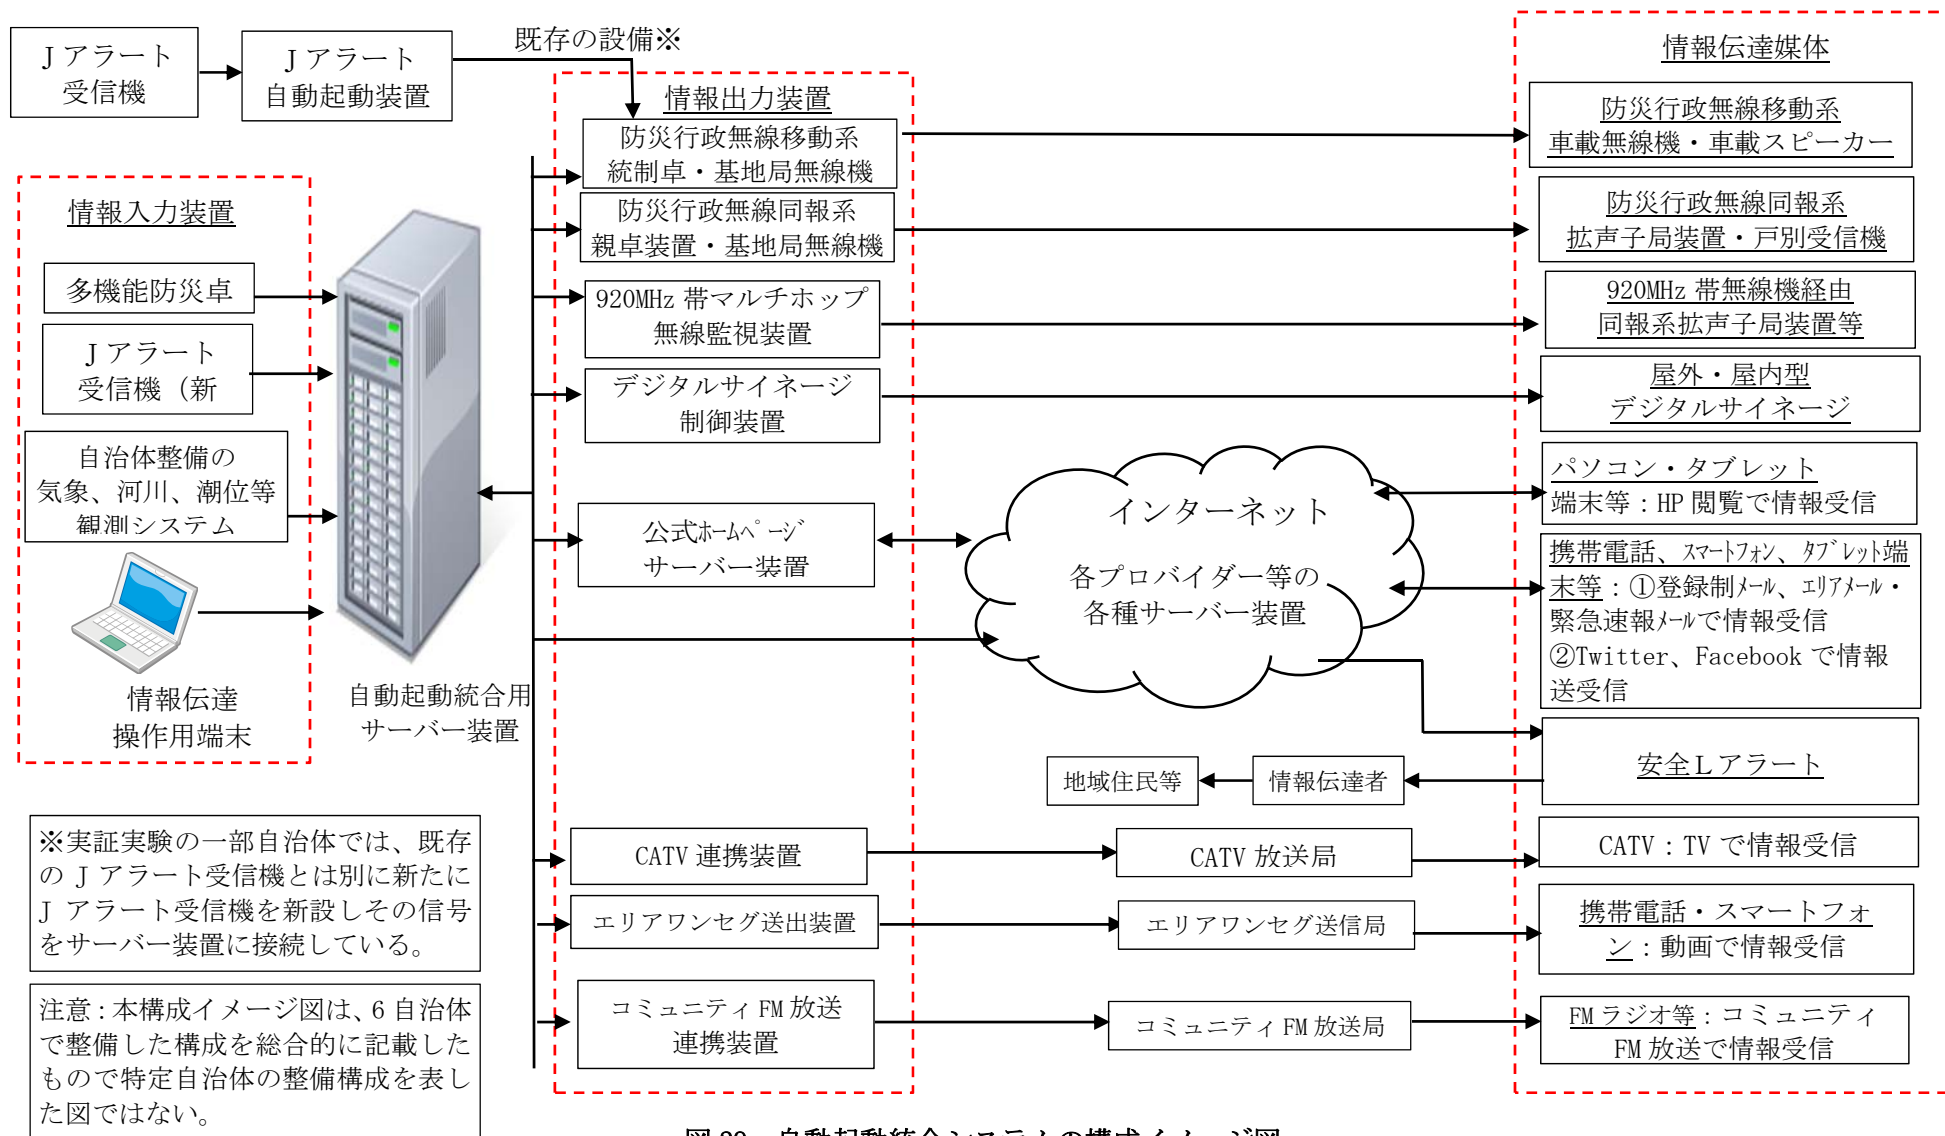 Ｊアラート
受信機
Ｊアラート
自動起動装置
既存の設備※
情報入力装置
多機能防災卓
Ｊアラート
受信機（新
自治体整備の
気象、河川、潮位等
観測システム
情報伝達
操作用端末
自動起動統合用
サーバー装置
情報出力装置
防災行政無線移動系
統制卓・基地局無線機
防災行政無線同報系
親卓装置・基地局無線機
920MHz 帯マルチホップ
無線監視装置
デジタルサイネージ
制御装置
公式ﾎｰﾑﾍﾟｰｼﾞ
サーバー装置
インターネット
各プロバイダー等の
各種サーバー装置
地域住民等
情報伝達者
CATV 連携装置
CATV 放送局
エリアワンセグ送出装置
エリアワンセグ送信局
コミュニティ FM 放送
連携装置
コミュニティ FM 放送局
情報伝達媒体
防災行政無線移動系
車載無線機・車載スピーカー
防災行政無線同報系
拡声子局装置・戸別受信機
920MHz 帯無線機経由
同報系拡声子局装置等
屋外・屋内型
デジタルサイネージ
パソコン・タブレット
端末等：HP 閲覧で情報受信
携帯電話、ｽﾏｰﾄﾌｫﾝ、ﾀﾌﾞﾚｯﾄ端
末等：①登録制ﾒｰﾙ、ｴﾘｱﾒｰﾙ・
緊急速報ﾒｰﾙで情報受信
②Twitter、Facebook で情報
送受信
安全Ｌアラート
CATV：TV で情報受信
携帯電話・スマートフォ
ン：動画で情報受信
FM ラジオ等：コミュニティ
FM 放送で情報受信
※実証実験の一部自治体では、既存
の J アラート受信機とは別に新たに
J アラート受信機を新設しその信号
をサーバー装置に接続している。
注意：本構成イメージ図は、6 自治体
で整備した構成を総合的に記載した
もので特定自治体の整備構成を表し
た図ではない。
自動起動統合システムの構成イメージ図